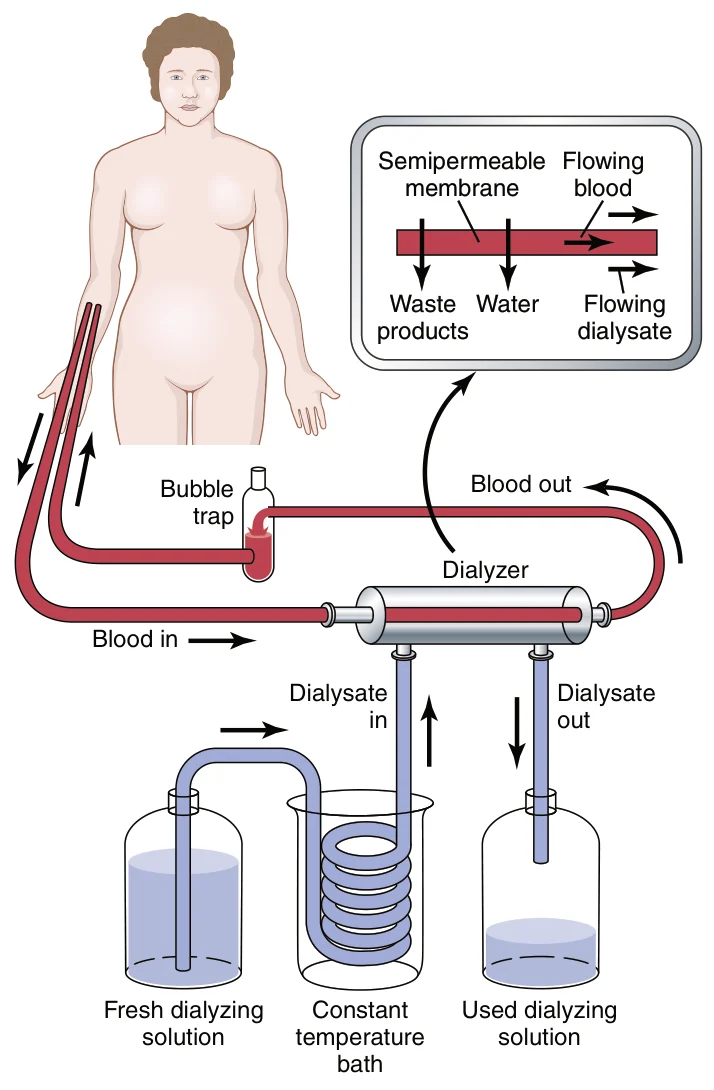 Semipermeable
membrane
Flowing
blood
Waste
products
Water
Flowing
dialysate
Bubble
trap
Blood out
Dialyzer
Blood in
Dialysate
in
Dialysate
out
Fresh dialyzing
solution
Constant
temperature
bath
Used dialyzing
solution